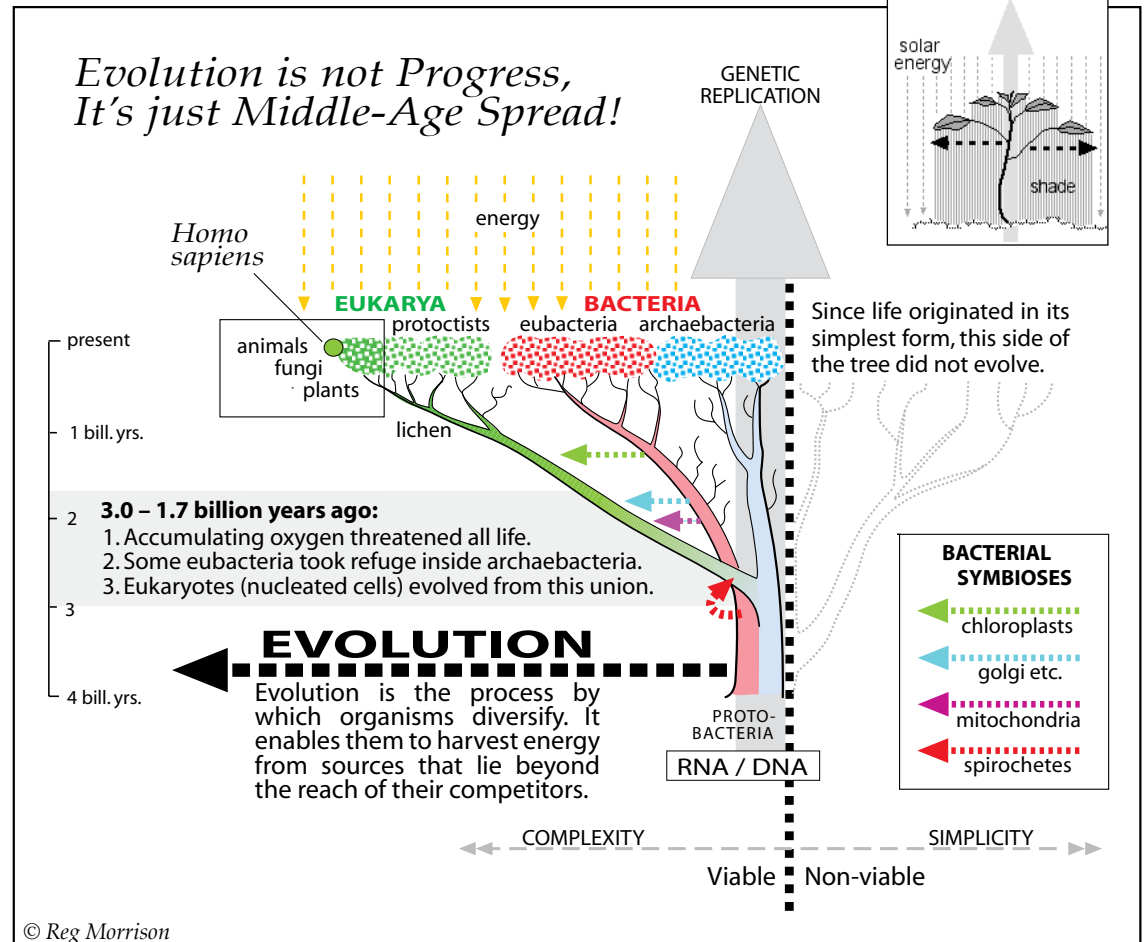 Evolution is not Progress,
It's just Middle-Age Spread!
GENETIC
REPLICATION
solar
energy
shade
energy
Homo
sapiens
EUKARYA
BACTERIA
protoctists
eubacteria
archaebacteria
animals
fungi
plants
lichen
Since life originated in its
simplest form, this side of
the tree did not evolve.
present
1 bill. yrs.
2
3
4 bill. yrs.
3.0 – 1.7 billion years ago:
1. Accumulating oxygen threatened all life.
2. Some eubacteria took refuge inside archaebacteria.
3. Eukaryotes (nucleated cells) evolved from this union.
EVOLUTION
Evolution is the process by
which organisms diversify. It
enables them to harvest energy
from sources that lie beyond
the reach of their competitors.
PROTO-
BACTERIA
RNA / DNA
BACTERIAL
SYMBIOSES
chloroplasts
golgi etc.
mitochondria
spirochetes
COMPLEXITY
SIMPLICITY
Viable
Non-viable
© Reg Morrison